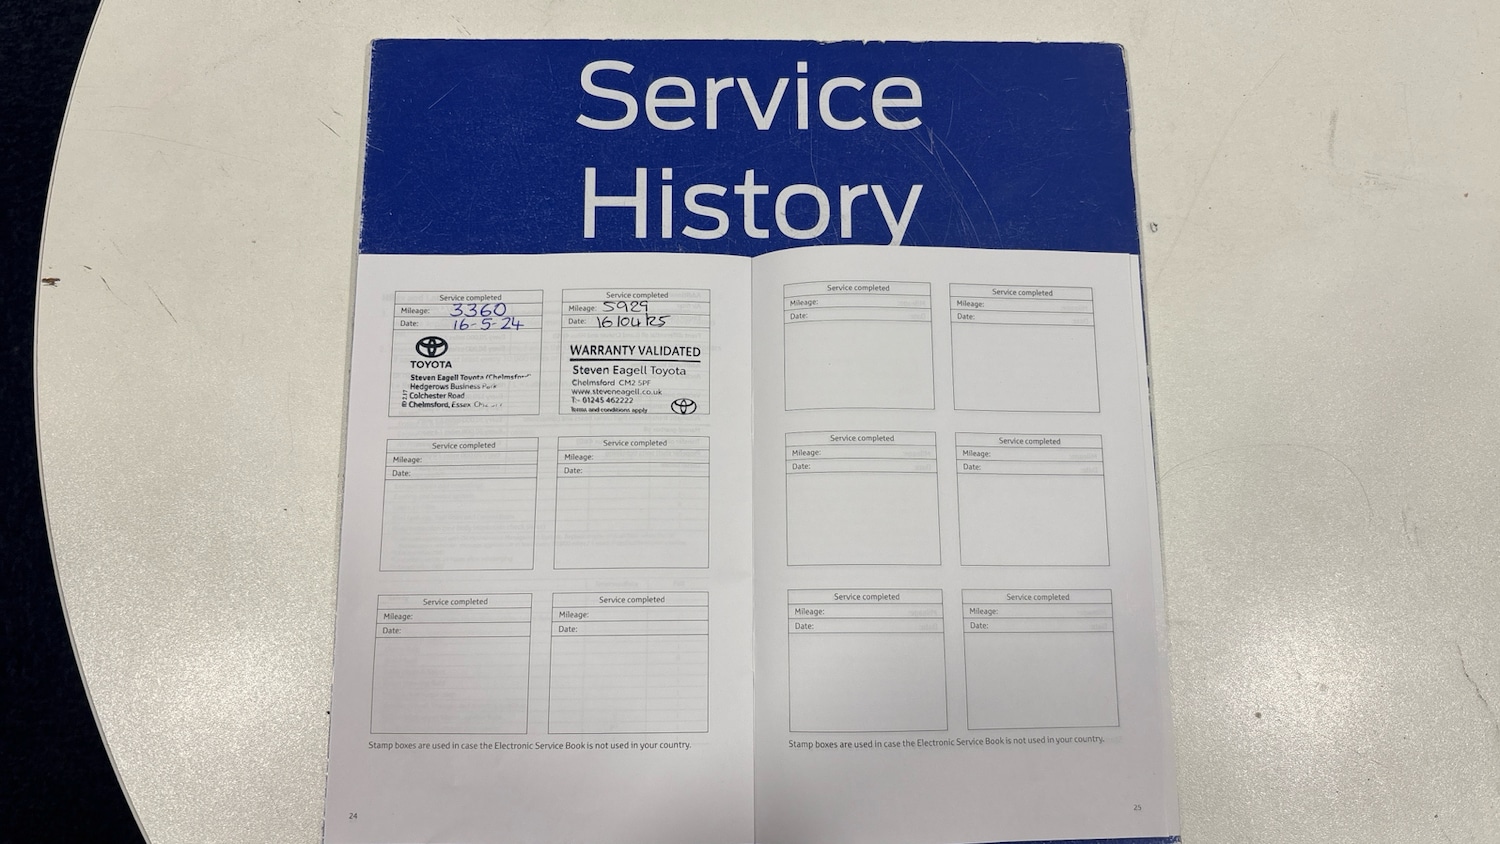 Service
History
Service completed
Mileage: 3360
Date: 16-5-24
TOYOTA
Steven Eagell Toyota (Chelmsford)
Hedgerows Business Park
Colchester Road
Chelmsford, Essex
Service completed
Mileage: 5929
Date: 16/04/25
WARRANTY VALIDATED
Steven Eagell Toyota
Chelmsford CM2 5PF
www.steveneagell.co.uk
T:- 01245 462222
Terms and conditions apply
Service completed
Mileage:
Date:
Service completed
Mileage:
Date:
Service completed
Mileage:
Date:
Service completed
Mileage:
Date:
Stamp boxes are used in case the Electronic Service Book is not used in your country.
24
Service completed
Mileage:
Date:
Service completed
Mileage:
Date:
Service completed
Mileage:
Date:
Service completed
Mileage:
Date:
Service completed
Mileage:
Date:
Service completed
Mileage:
Date:
Stamp boxes are used in case the Electronic Service Book is not used in your country.
25